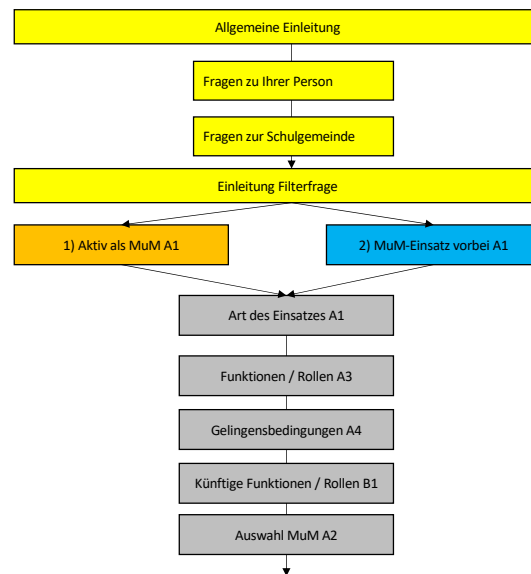 Allgemeine Einleitung
Fragen zu Ihrer Person
Fragen zur Schulgemeinde
Einleitung Filterfrage
1) Aktiv als MuM A1
2) MuM-Einsatz vorbei A1
Art des Einsatzes A1
Funktionen / Rollen A3
Gelingensbedingungen A4
Künftige Funktionen / Rollen B1
Auswahl MuM A2